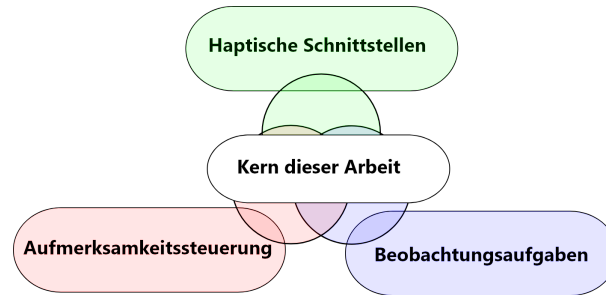 Haptische Schnittstellen
Kern dieser Arbeit
Aufmerksamkeitssteuerung
Beobachtungsaufgaben